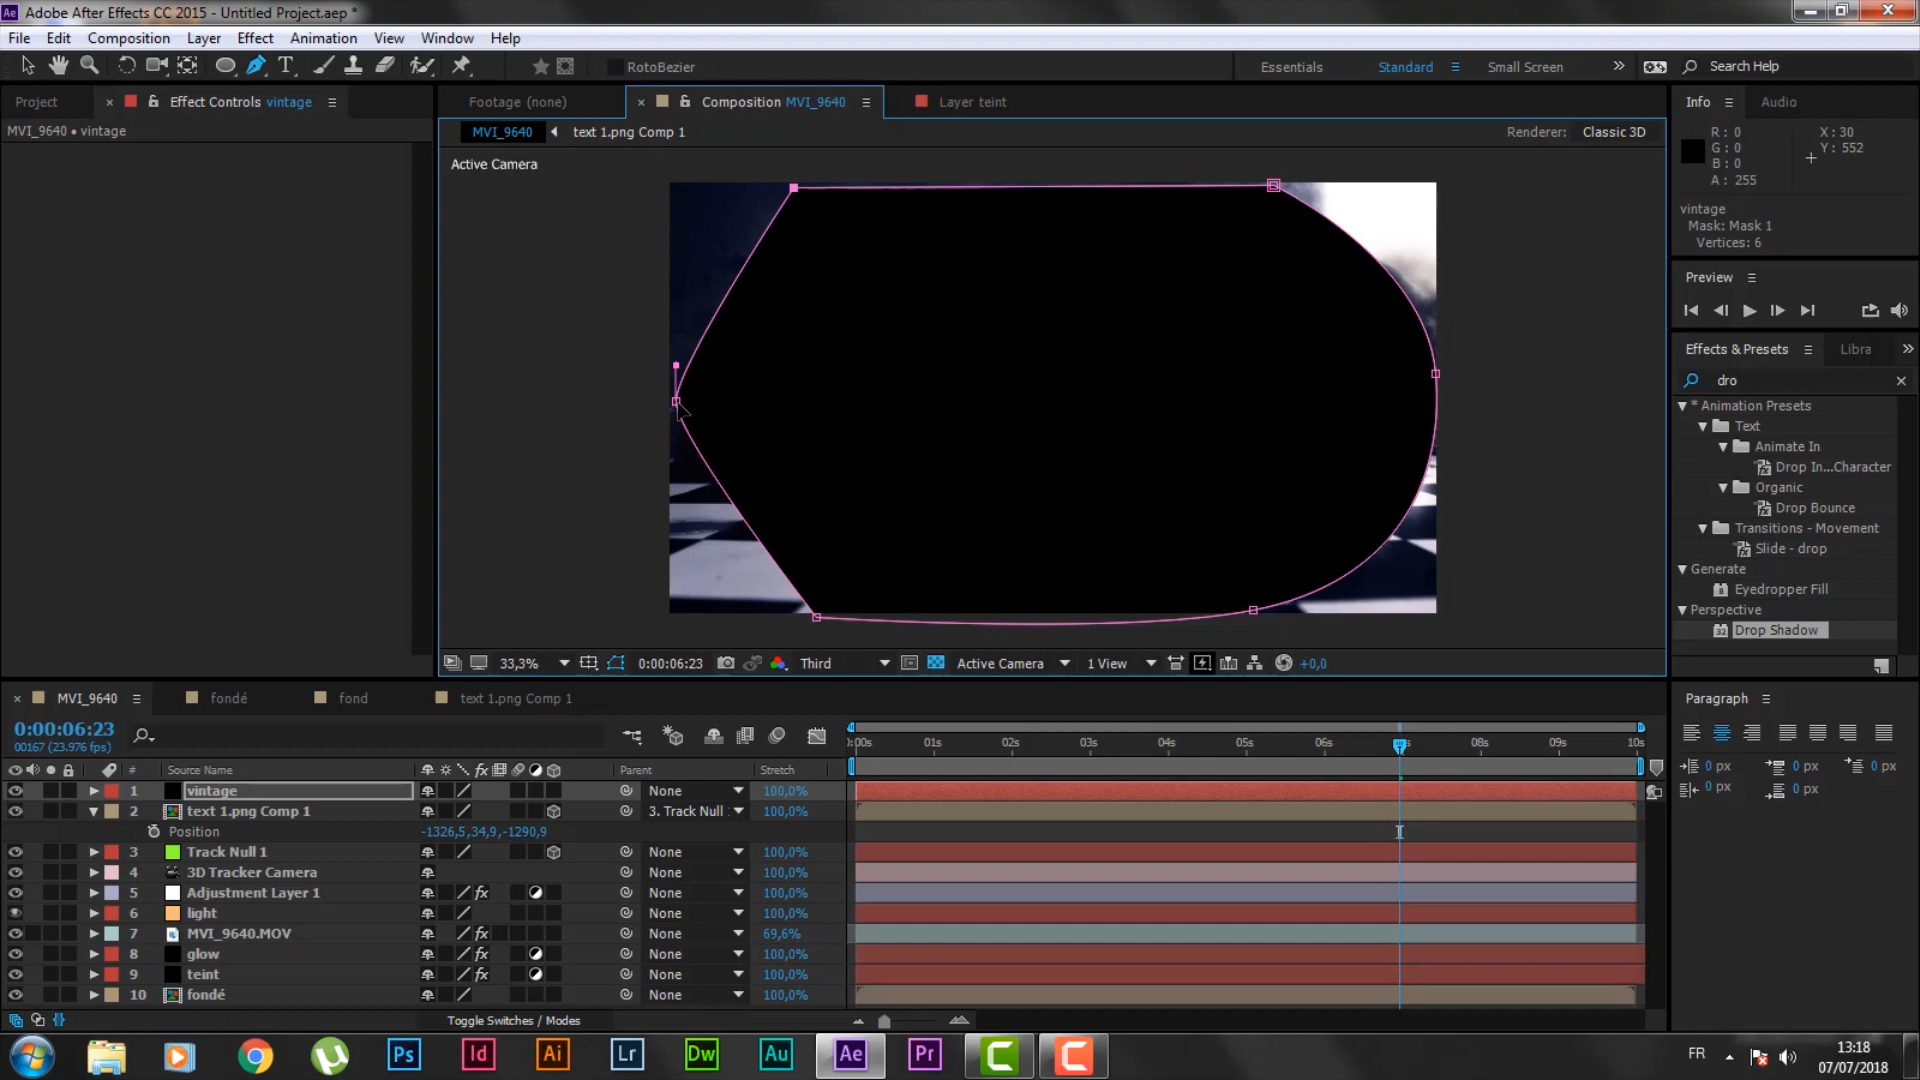 Adobe After Effects CC 2015 - Untitled Project.aep *
File Edit Composition Layer Effect Animation View Window Help
RotoBezier
Essentials Standard Small Screen Search Help
Project Effect Controls vintage
MVI_9640 • vintage
Footage (none) Composition MVI_9640 Layer teint
MVI_9640 text 1.png Comp 1
Renderer: Classic 3D
Active Camera
33,3% 0:00:06:23 Third Active Camera 1 View +0,0
Info Audio
R : 0 X : 30
G : 0 Y : 552
B : 0
A : 255
vintage
Mask: Mask 1
Vertices: 6
Preview
Effects & Presets Libra
dro
* Animation Presets
Text
Animate In
Drop In...Character
Organic
Drop Bounce
Transitions - Movement
Slide - drop
Generate
Eyedropper Fill
Perspective
Drop Shadow
Paragraph
0 px 0 px 0 px
0 px 0 px
MVI_9640 fondé fond text 1.png Comp 1
0:00:06:23
00167 (23.976 fps)
# Source Name Parent Stretch
:00s 01s 02s 03s 04s 05s 06s 08s 09s 10s
1 vintage None 100,0%
2 text 1.png Comp 1 3. Track Null 100,0%
Position -1326,5,34,9,-1290,9
3 Track Null 1 None 100,0%
4 3D Tracker Camera None 100,0%
5 Adjustment Layer 1 None 100,0%
6 light None 100,0%
7 MVI_9640.MOV None 69,6%
8 glow None 100,0%
9 teint None 100,0%
10 fondé None 100,0%
Toggle Switches / Modes
Ps Id Ai Lr Dw Au Ae Pr
FR
13:18
07/07/2018